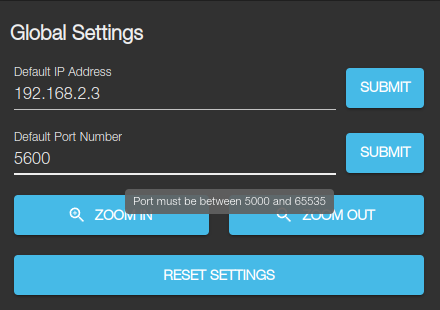 Global Settings
Default IP Address
192.168.2.3
SUBMIT
Default Port Number
5600
SUBMIT
Port must be between 5000 and 65535
ZOOM IN
ZOOM OUT
RESET SETTINGS